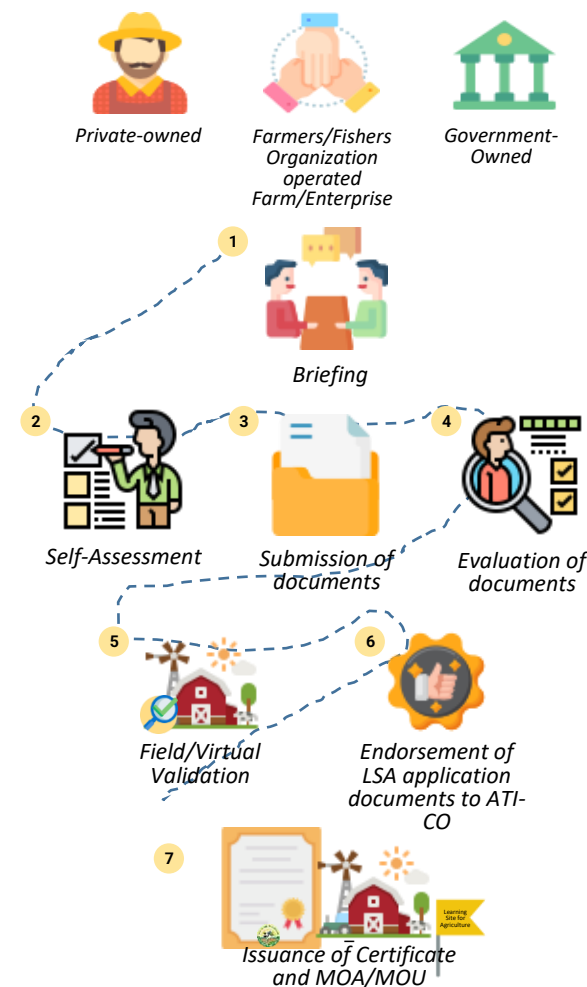 Private-owned
Farmers/Fishers
Organization
operated
Farm/Enterprise
Government-
Owned
1
Briefing
2
3
4
Self-Assessment
Submission of
documents
Evaluation of
documents
5
6
Field/Virtual
Validation
Endorsement of
LSA application
documents to ATI-
CO
7
Learning
Site for
Agriculture
Issuance of Certificate
and MOA/MOU